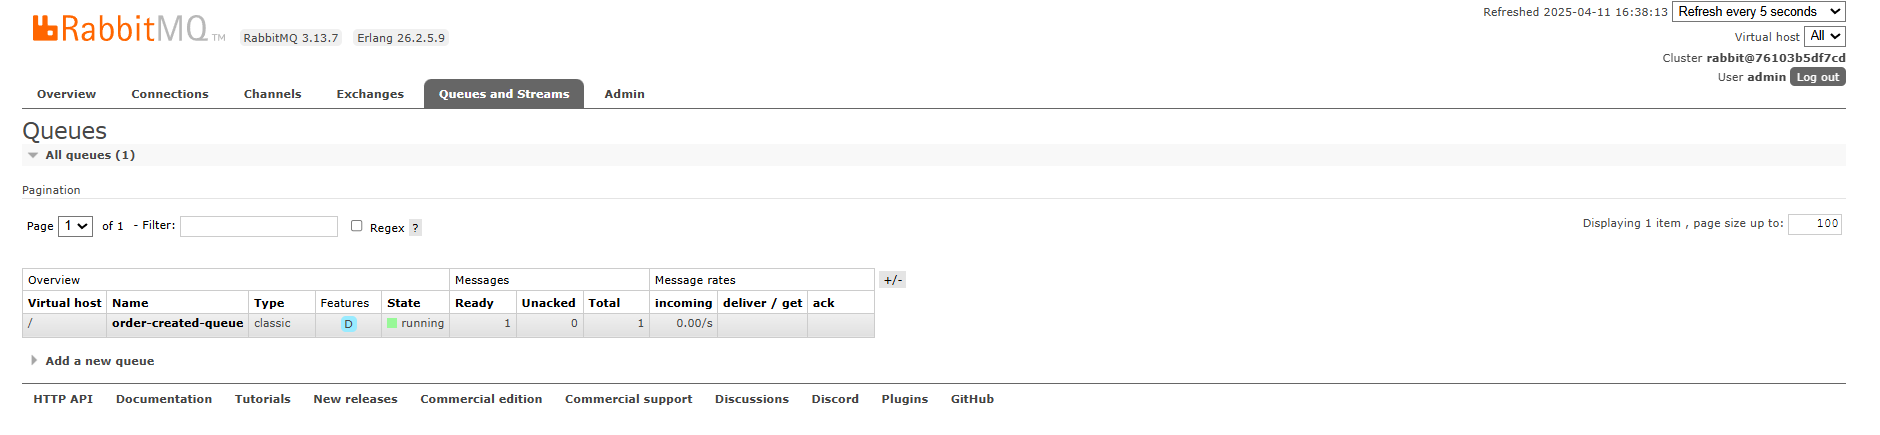 RabbitMQ TM RabbitMQ 3.13.7 Erlang 26.2.5.9
Refreshed 2025-04-11 16:38:13 Refresh every 5 seconds
Virtual host All
Cluster rabbit@76103b5df7cd
User admin Log out
Overview Connections Channels Exchanges Queues and Streams Admin
Queues
All queues (1)
Pagination
Page 1 of 1 - Filter: Regex ? Displaying 1 item , page size up to: 100
Overview Messages Message rates +/-
Virtual host Name Type Features State Ready Unacked Total incoming deliver / get ack
/ order-created-queue classic D running 1 0 1 0.00/s
Add a new queue
HTTP API Documentation Tutorials New releases Commercial edition Commercial support Discussions Discord Plugins GitHub